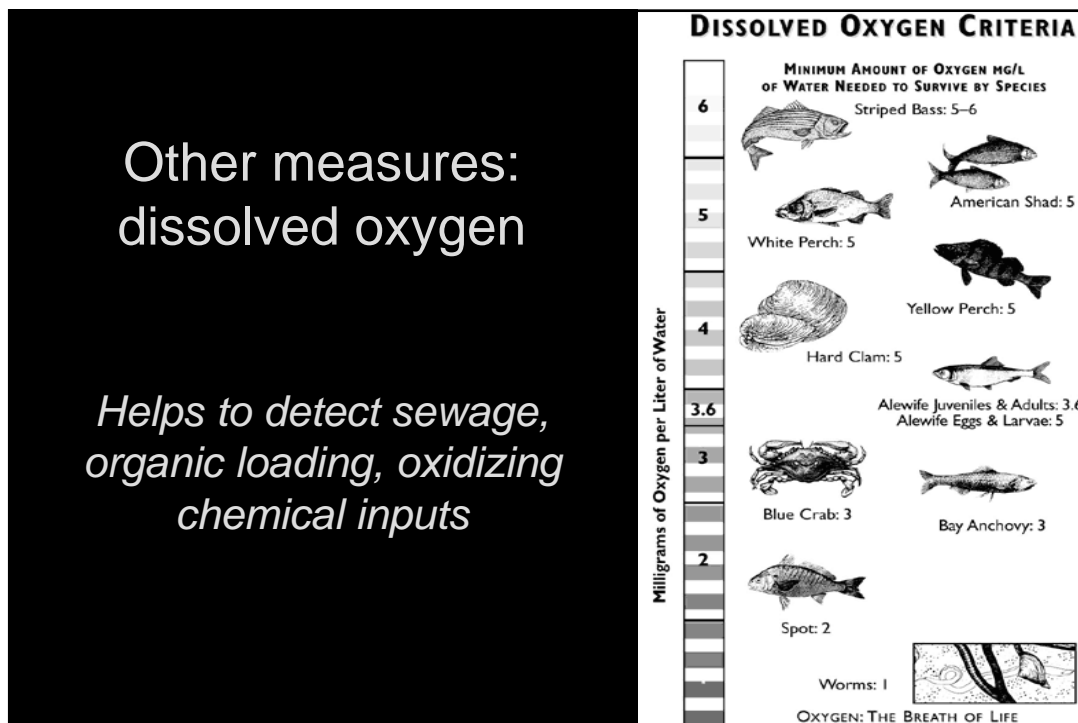 Other measures:
dissolved oxygen
Helps to detect sewage,
organic loading, oxidizing
chemical inputs
DISSOLVED OXYGEN CRITERIA
MINIMUM AMOUNT OF OXYGEN MG/L
OF WATER NEEDED TO SURVIVE BY SPECIES
Milligrams of Oxygen per Liter of Water
6
5
4
3.6
3
2
Striped Bass: 5–6
American Shad: 5
White Perch: 5
Yellow Perch: 5
Hard Clam: 5
Alewife Juveniles & Adults: 3.6
Alewife Eggs & Larvae: 5
Blue Crab: 3
Bay Anchovy: 3
Spot: 2
Worms: 1
OXYGEN: THE BREATH OF LIFE